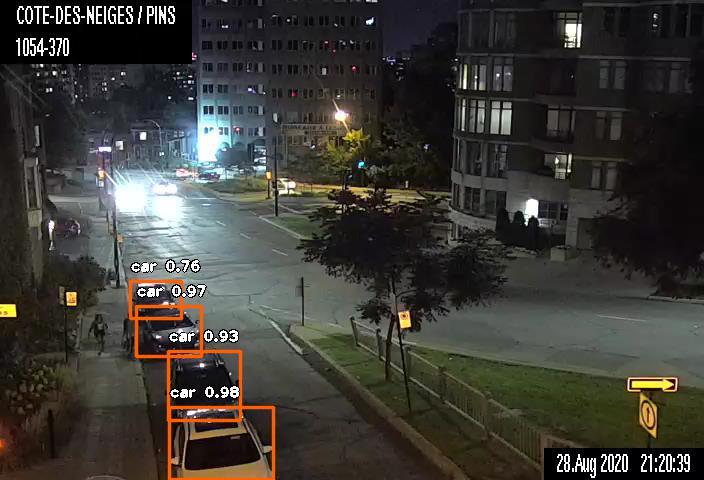 COTE-DES-NEIGES / PINS
1054-370
car 0.76
car 0.97
car 0.93
car 0.98
28.Aug 2020 21:20:39